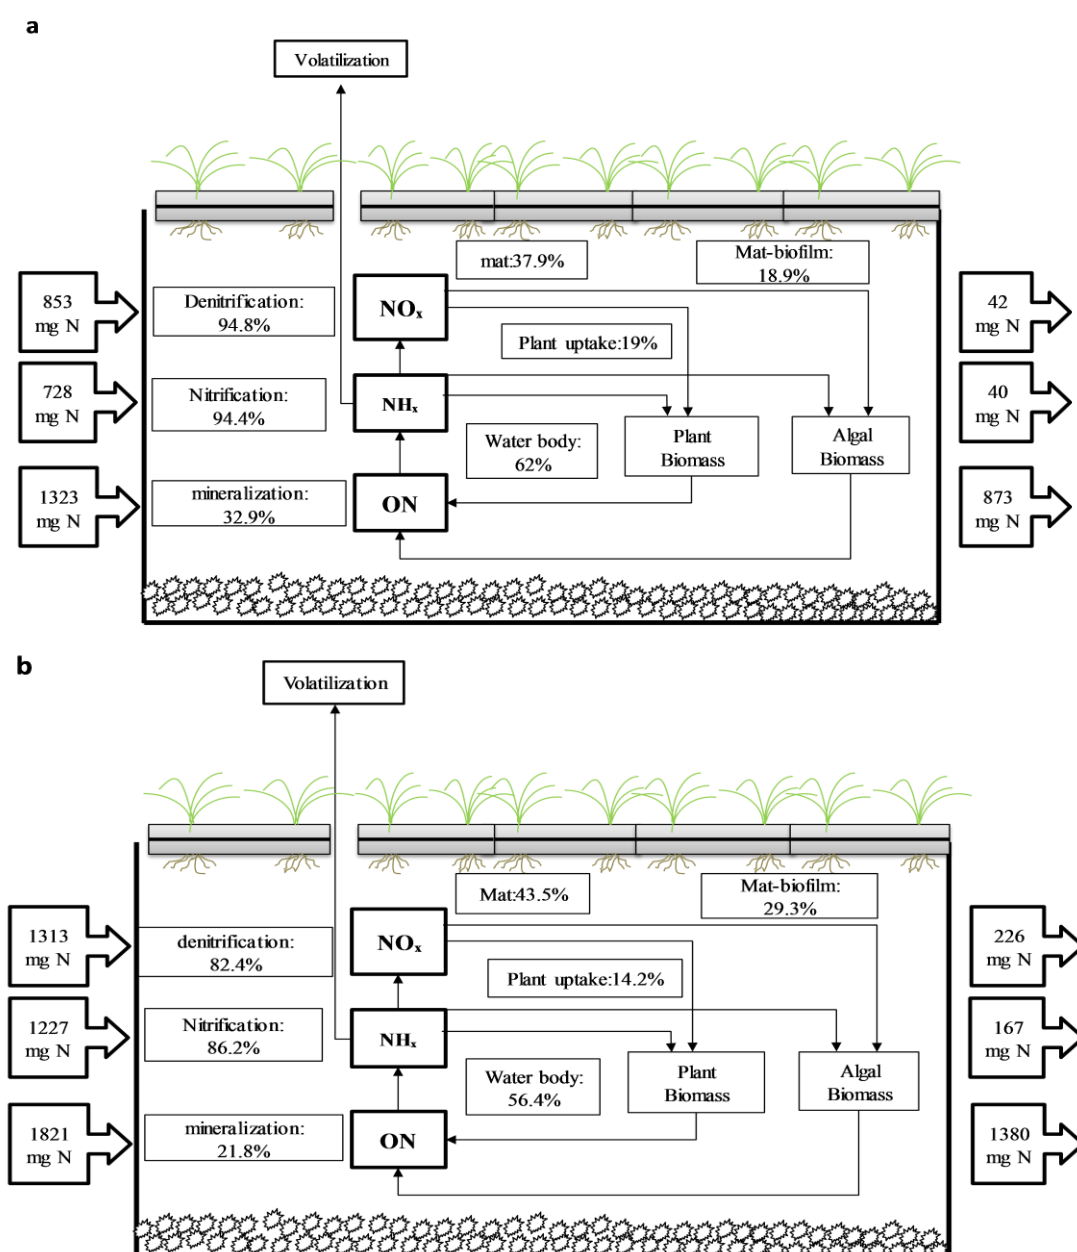 a
Volatilization
mat:37.9%
Mat-biofilm:
18.9%
853
mg N
Denitrification:
94.8%
NOx
42
mg N
Plant uptake:19%
728
mg N
Nitrification:
94.4%
NHx
40
mg N
Water body:
62%
Plant
Biomass
Algal
Biomass
1323
mg N
mineralization:
32.9%
ON
873
mg N
b
Volatilization
Mat:43.5%
Mat-biofilm:
29.3%
1313
mg N
denitrification:
82.4%
NOx
226
mg N
Plant uptake:14.2%
1227
mg N
Nitrification:
86.2%
NHx
167
mg N
Water body:
56.4%
Plant
Biomass
Algal
Biomass
1821
mg N
mineralization:
21.8%
ON
1380
mg N